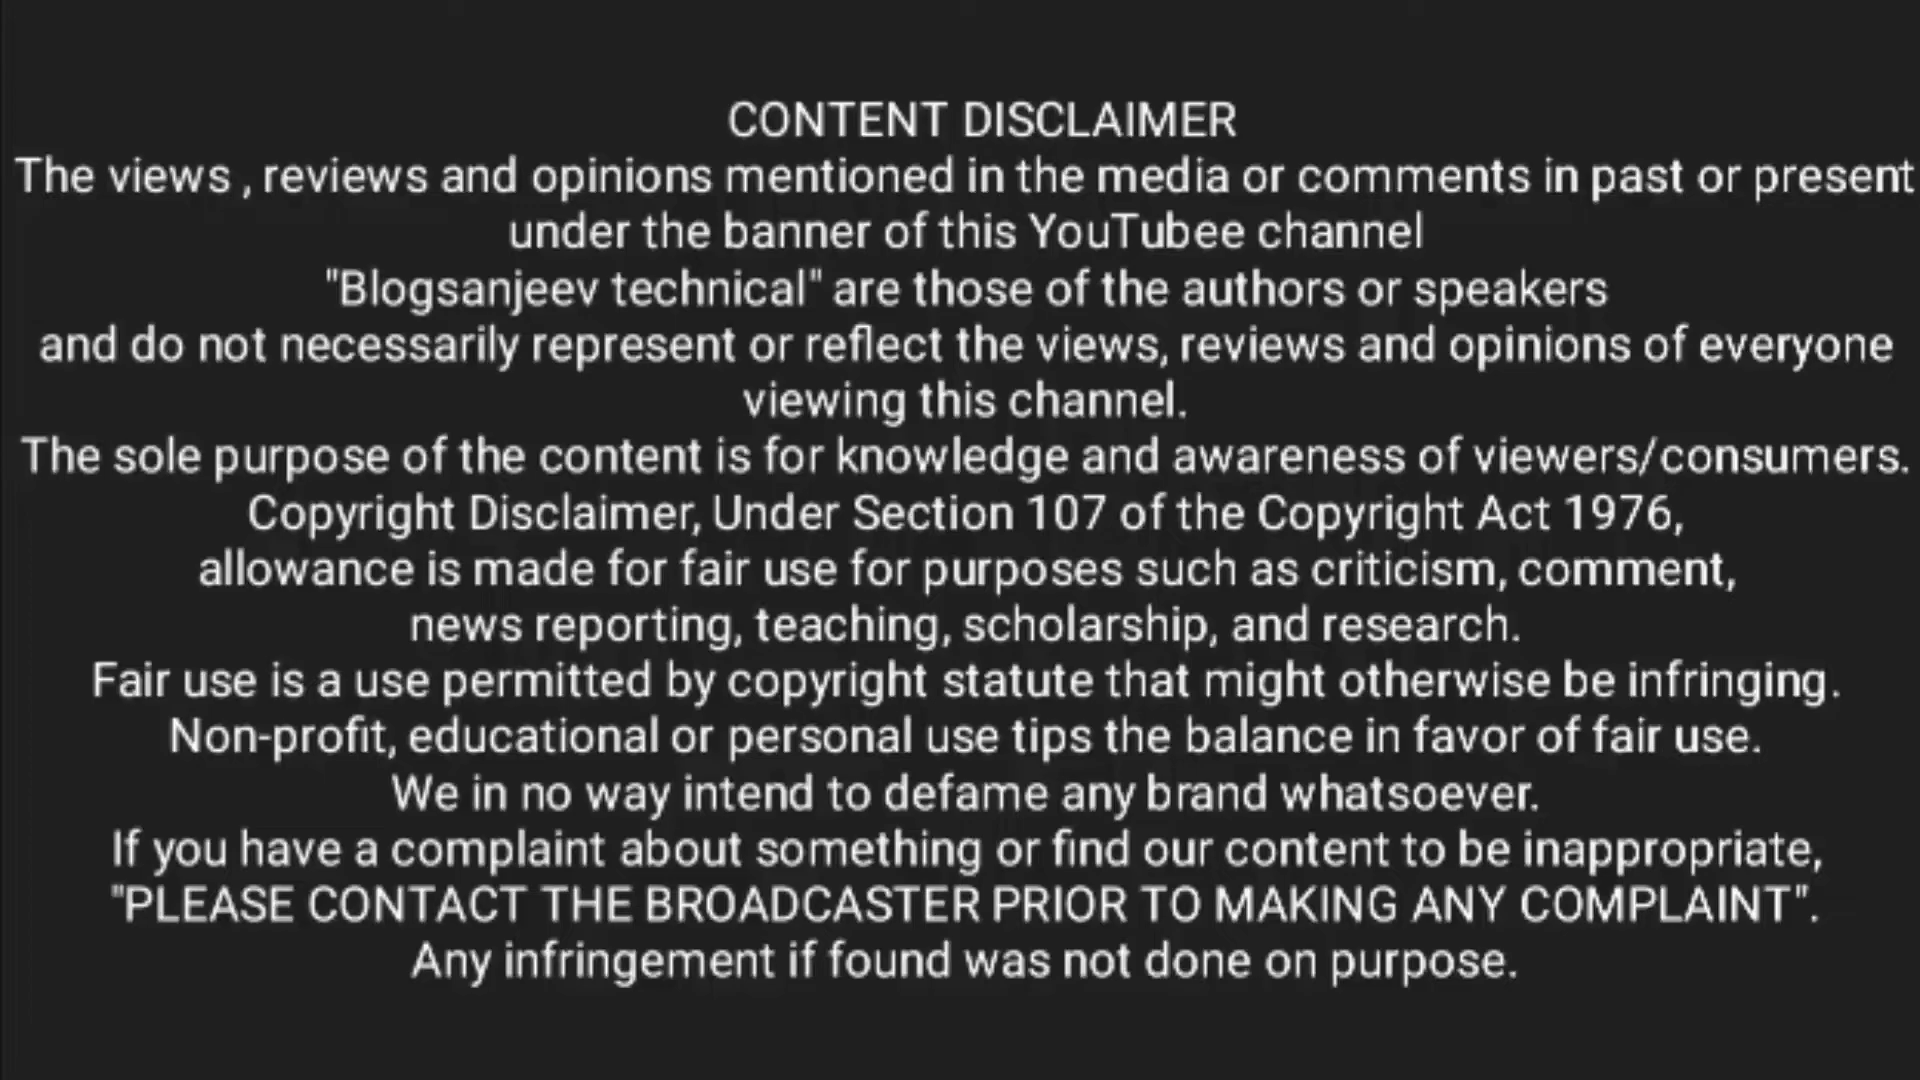 CONTENT DISCLAIMER
The views , reviews and opinions mentioned in the media or comments in past or present
under the banner of this YouTubee channel
"Blogsanjeev technical" are those of the authors or speakers
and do not necessarily represent or reflect the views, reviews and opinions of everyone
viewing this channel.
The sole purpose of the content is for knowledge and awareness of viewers/consumers.
Copyright Disclaimer, Under Section 107 of the Copyright Act 1976,
allowance is made for fair use for purposes such as criticism, comment,
news reporting, teaching, scholarship, and research.
Fair use is a use permitted by copyright statute that might otherwise be infringing.
Non-profit, educational or personal use tips the balance in favor of fair use.
We in no way intend to defame any brand whatsoever.
If you have a complaint about something or find our content to be inappropriate,
"PLEASE CONTACT THE BROADCASTER PRIOR TO MAKING ANY COMPLAINT".
Any infringement if found was not done on purpose.